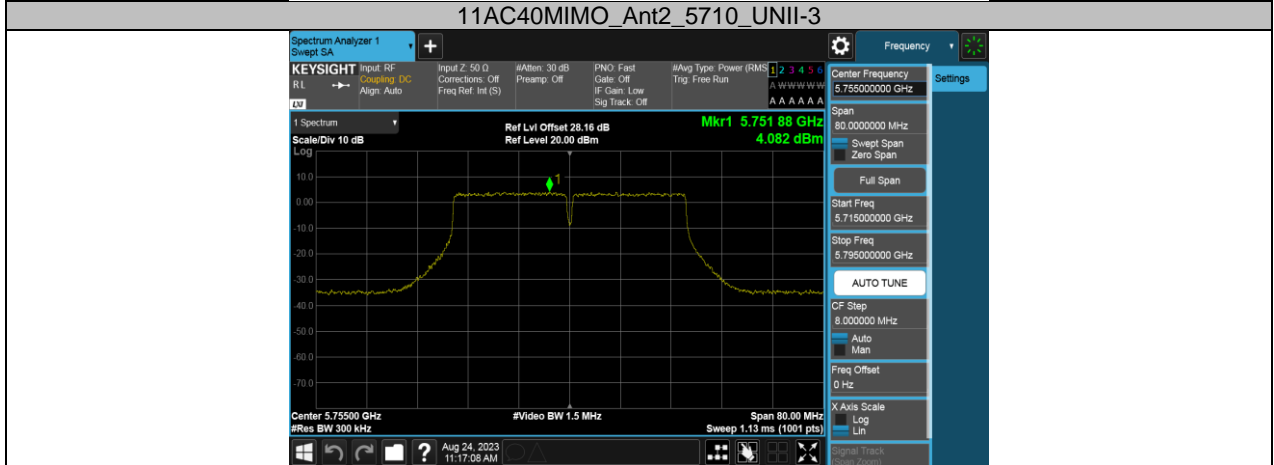 11AC40MIMO_Ant2_5710_UNII-3
Spectrum Analyzer 1
Swept SA
Frequency
KEYSIGHT
RL
Input: RF
Coupling: DC
Align: Auto
Input Z: 50 Ω
Corrections: Off
Freq Ref: Int (S)
#Atten: 30 dB
Preamp: Off
PNO: Fast
Gate: Off
IF Gain: Low
Sig Track: Off
#Avg Type: Power (RMS
Trig: Free Run
1 2 3 4 5 6
A W W W W W
A A A A A A
1 Spectrum
Scale/Div 10 dB
Log
Ref Lvl Offset 28.16 dB
Ref Level 20.00 dBm
Mkr1 5.751 88 GHz
4.082 dBm
1
10.0
0.00
-10.0
-20.0
-30.0
-40.0
-50.0
-60.0
-70.0
Center 5.75500 GHz
#Res BW 300 kHz
#Video BW 1.5 MHz
Span 80.00 MHz
Sweep 1.13 ms (1001 pts)
Aug 24, 2023
11:17:08 AM
Center Frequency
5.755000000 GHz
Settings
Span
80.0000000 MHz
Swept Span
Zero Span
Full Span
Start Freq
5.715000000 GHz
Stop Freq
5.795000000 GHz
AUTO TUNE
CF Step
8.000000 MHz
Auto
Man
Freq Offset
0 Hz
X Axis Scale
Log
Lin
Signal Track
(Span Zoom)